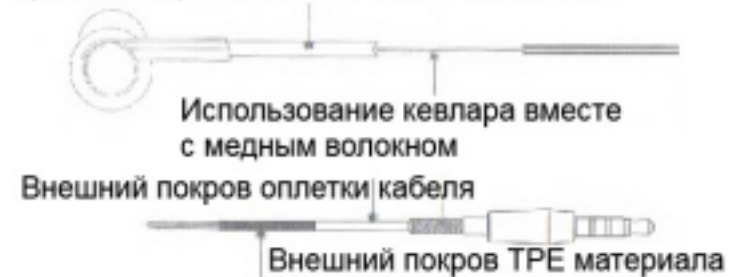 Использование кевлара вместе
с медным волокном
Внешний покров оплетки кабеля
Внешний покров TPE материала